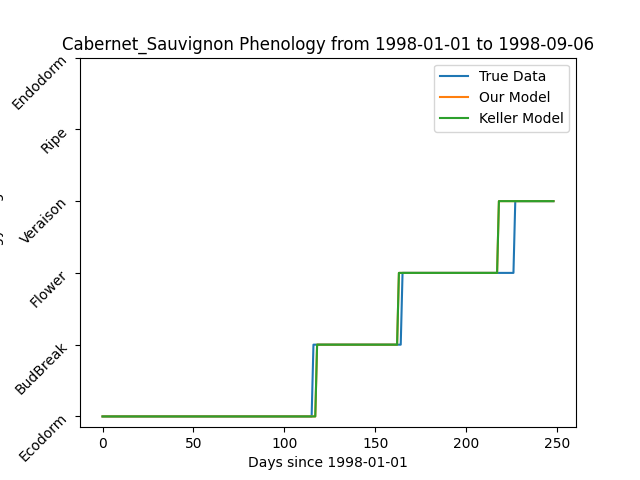 Cabernet_Sauvignon Phenology from 1998-01-01 to 1998-09-06
True Data
Our Model
Keller Model
Endodorm
Ripe
Veraison
Flower
BudBreak
Ecodorm
0 50 100 150 200 250
Days since 1998-01-01